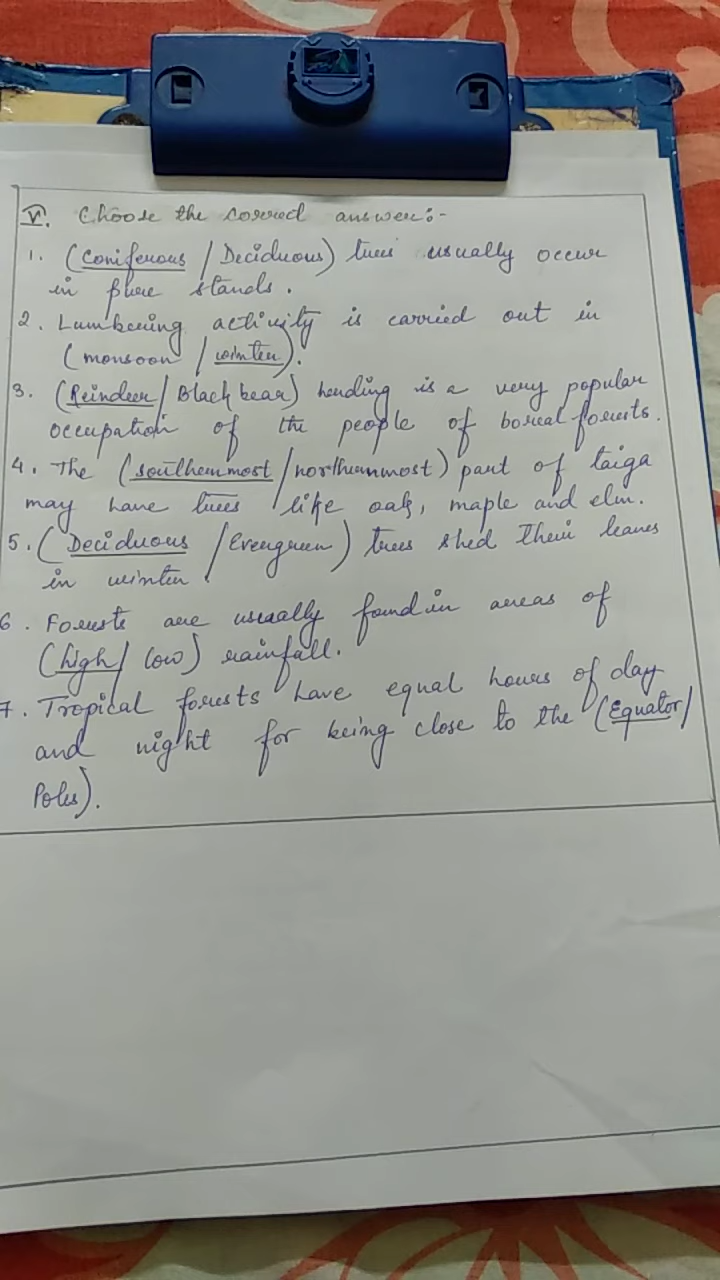 V. Choose the correct answer:-
1. (Coniferous / Deciduous) trees usually occur
in pure stands.
2. Lumbering activity is carried out in
(monsoon / winter).
3. (Reindeer / Black bear) herding is a very popular
occupation of the people of boreal forests.
4. The (southernmost / northernmost) part of taiga
may have trees like oak, maple and elm.
5. (Deciduous / Evergreen) trees shed their leaves
in winter.
6. Forests are usually found in areas of
(high / low) rainfall.
7. Tropical forests have equal hours of day
and night for being close to the (Equator /
Poles).